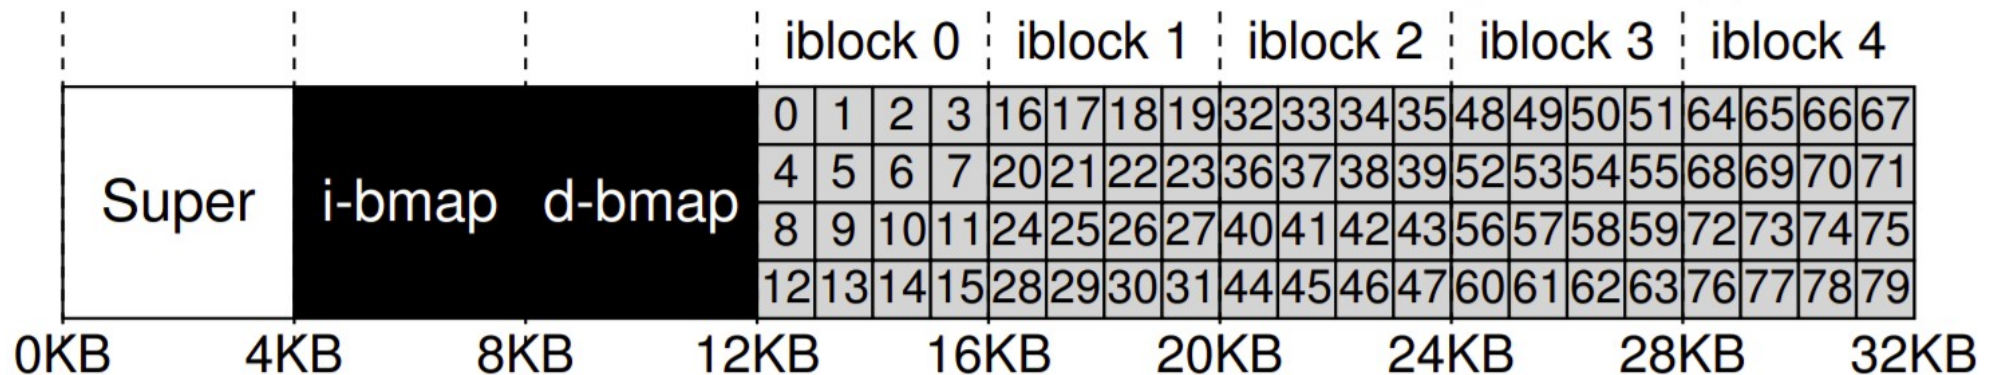 iblock 0 iblock 1 iblock 2 iblock 3 iblock 4
0 1 2 3 16 17 18 19 32 33 34 35 48 49 50 51 64 65 66 67
4 5 6 7 20 21 22 23 36 37 38 39 52 53 54 55 68 69 70 71
Super i-bmap d-bmap
8 9 10 11 24 25 26 27 40 41 42 43 56 57 58 59 72 73 74 75
12 13 14 15 28 29 30 31 44 45 46 47 60 61 62 63 76 77 78 79
0KB 4KB 8KB 12KB 16KB 20KB 24KB 28KB 32KB